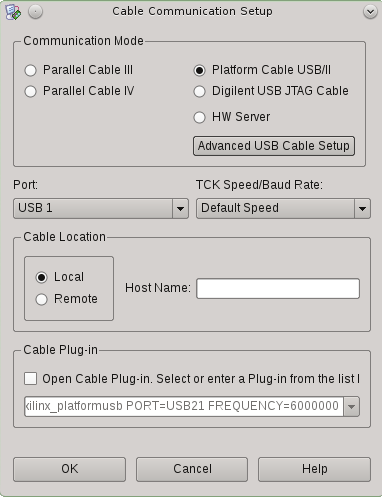 Cable Communication Setup
Communication Mode
Parallel Cable III
Platform Cable USB/II
Parallel Cable IV
Digilent USB JTAG Cable
HW Server
Advanced USB Cable Setup
Port:
TCK Speed/Baud Rate:
USB 1
Default Speed
Cable Location
Local
Remote
Host Name:
Cable Plug-in
Open Cable Plug-in. Select or enter a Plug-in from the list l
xilinx_platformusb PORT=USB21 FREQUENCY=6000000
OK
Cancel
Help